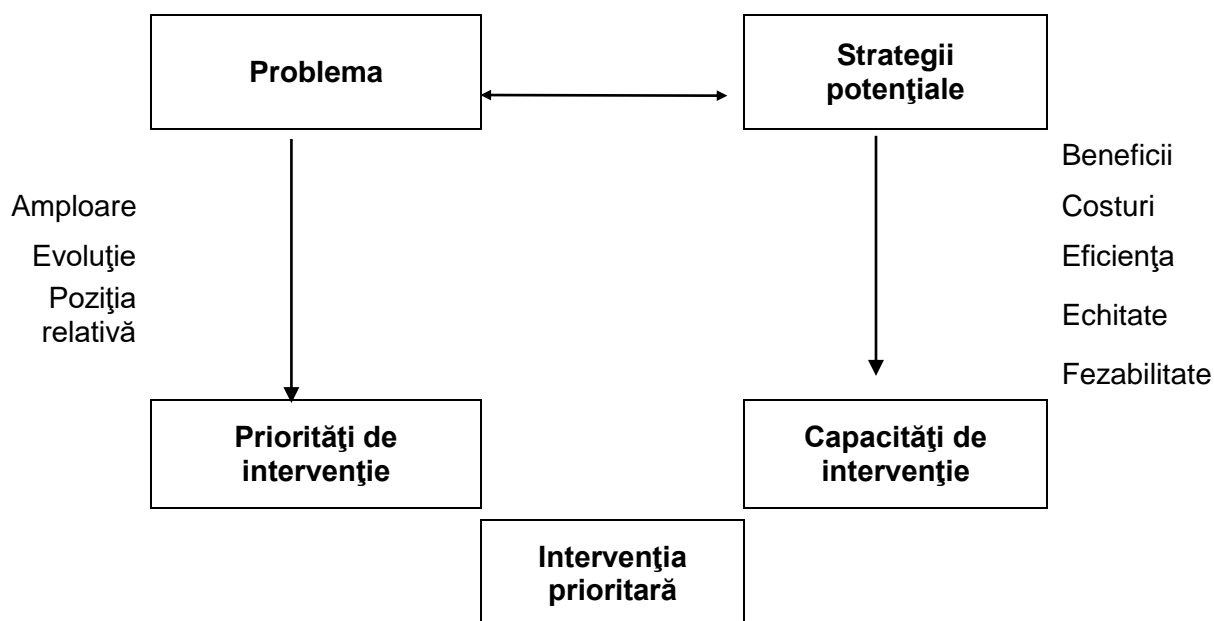 Problema
Strategii
potenţiale
Amploare
Evoluţie
Poziţia
relativă
Beneficii
Costuri
Eficienţa
Echitate
Fezabilitate
Priorităţi de
intervenţie
Capacităţi de
intervenţie
Intervenţia
prioritară